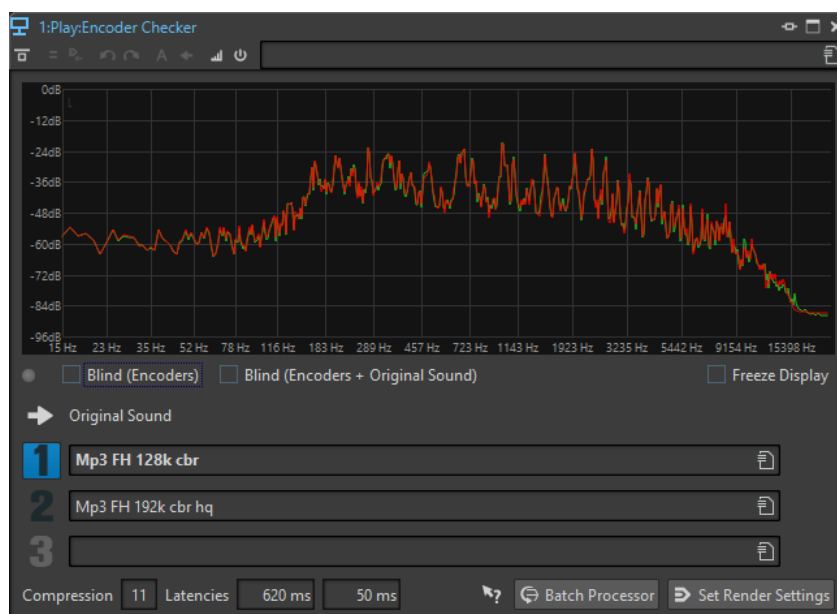 1:Play:Encoder Checker
A
0dB
L
-12dB
-24dB
-36dB
-48dB
-60dB
-72dB
-84dB
-96dB
15 Hz 23 Hz 35 Hz 52 Hz 78 Hz 116 Hz 183 Hz 289 Hz 457 Hz 723 Hz 1143 Hz 1923 Hz 3235 Hz 5442 Hz 9154 Hz 15398 Hz
Blind (Encoders) Blind (Encoders + Original Sound) Freeze Display
Original Sound
1 Mp3 FH 128k cbr
2 Mp3 FH 192k cbr hq
3
Compression 11 Latencies 620 ms 50 ms ? Batch Processor Set Render Settings